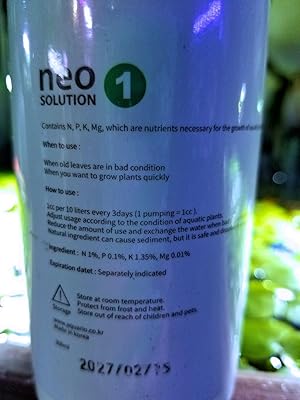 neo
SOLUTION 1
Contains N, P, K, Mg, which are nutrients necessary for the growth of
When to use :
When old leaves are in bad condition
When you want to grow plants quickly
How to use :
1cc per 10 liters every 3days (1 pumping = 1cc ).
Adjust usage according to the condition of aquatic plants.
Reduce the amount of use and exchange the water when bad
Natural ingredient can cause sediment, but it is safe and
Ingredient : N 1%, P 0.1%, K 1.35%, Mg 0.01%
Expiration datet : Separately indicated
Store at room temperature.
Protect from frost and heat.
Storage Store out of reach of children and pets.
www.aquario.co.kr
Made in korea
2027/02/